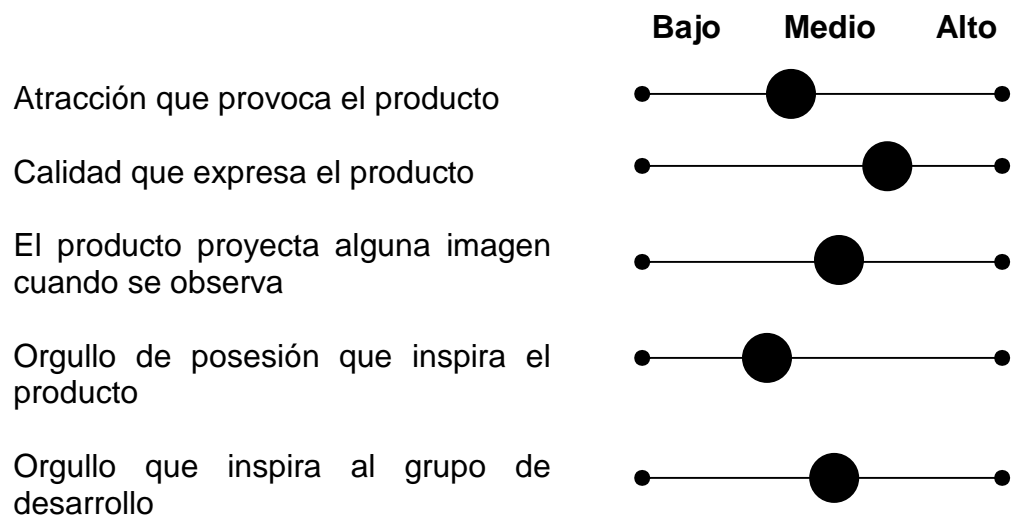 Bajo Medio Alto
Atracción que provoca el producto
Calidad que expresa el producto
El producto proyecta alguna imagen
cuando se observa
Orgullo de posesión que inspira el
producto
Orgullo que inspira al grupo de
desarrollo